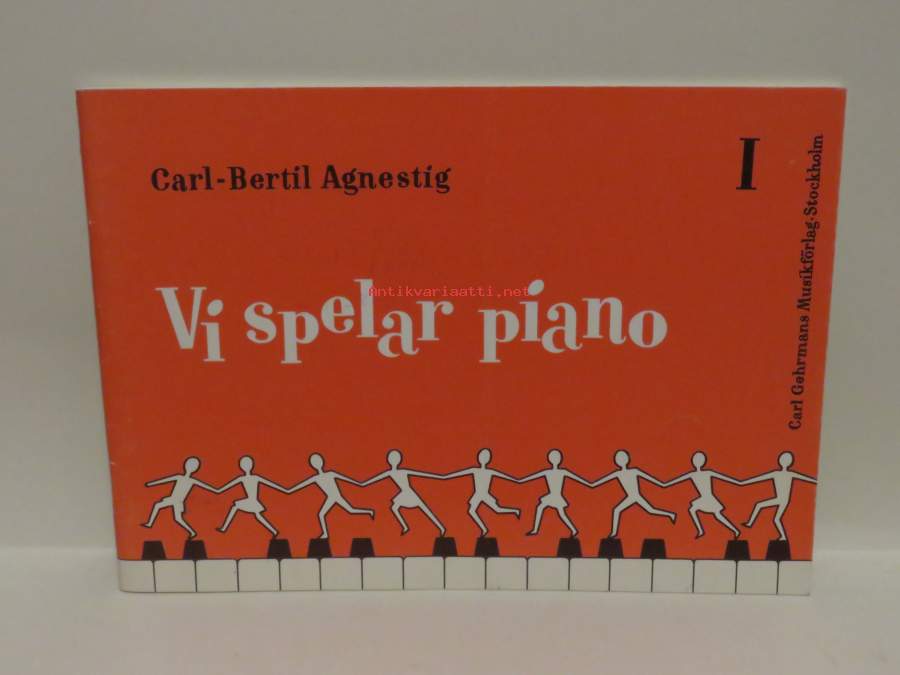 Carl-Bertil Agnestig
I
Vi spelar piano
Antikvariaatti.net
Carl Gehrmans Musikförlag·Stockholm